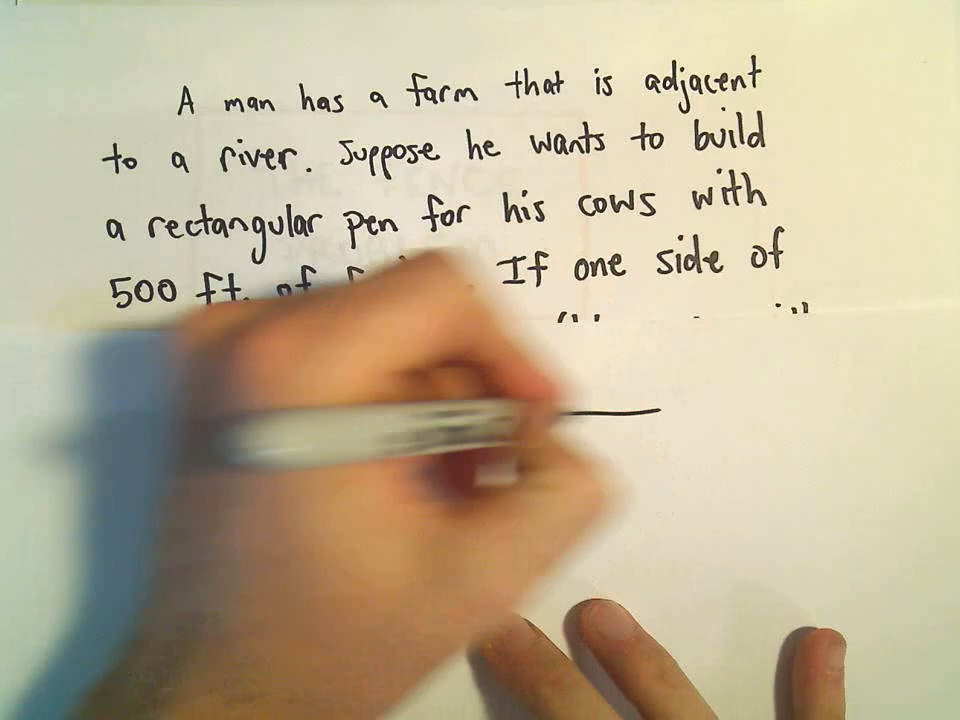 A man has a farm that is adjacent
to a river. Suppose he wants to build
a rectangular pen for his cows with
500 ft. of If one side of